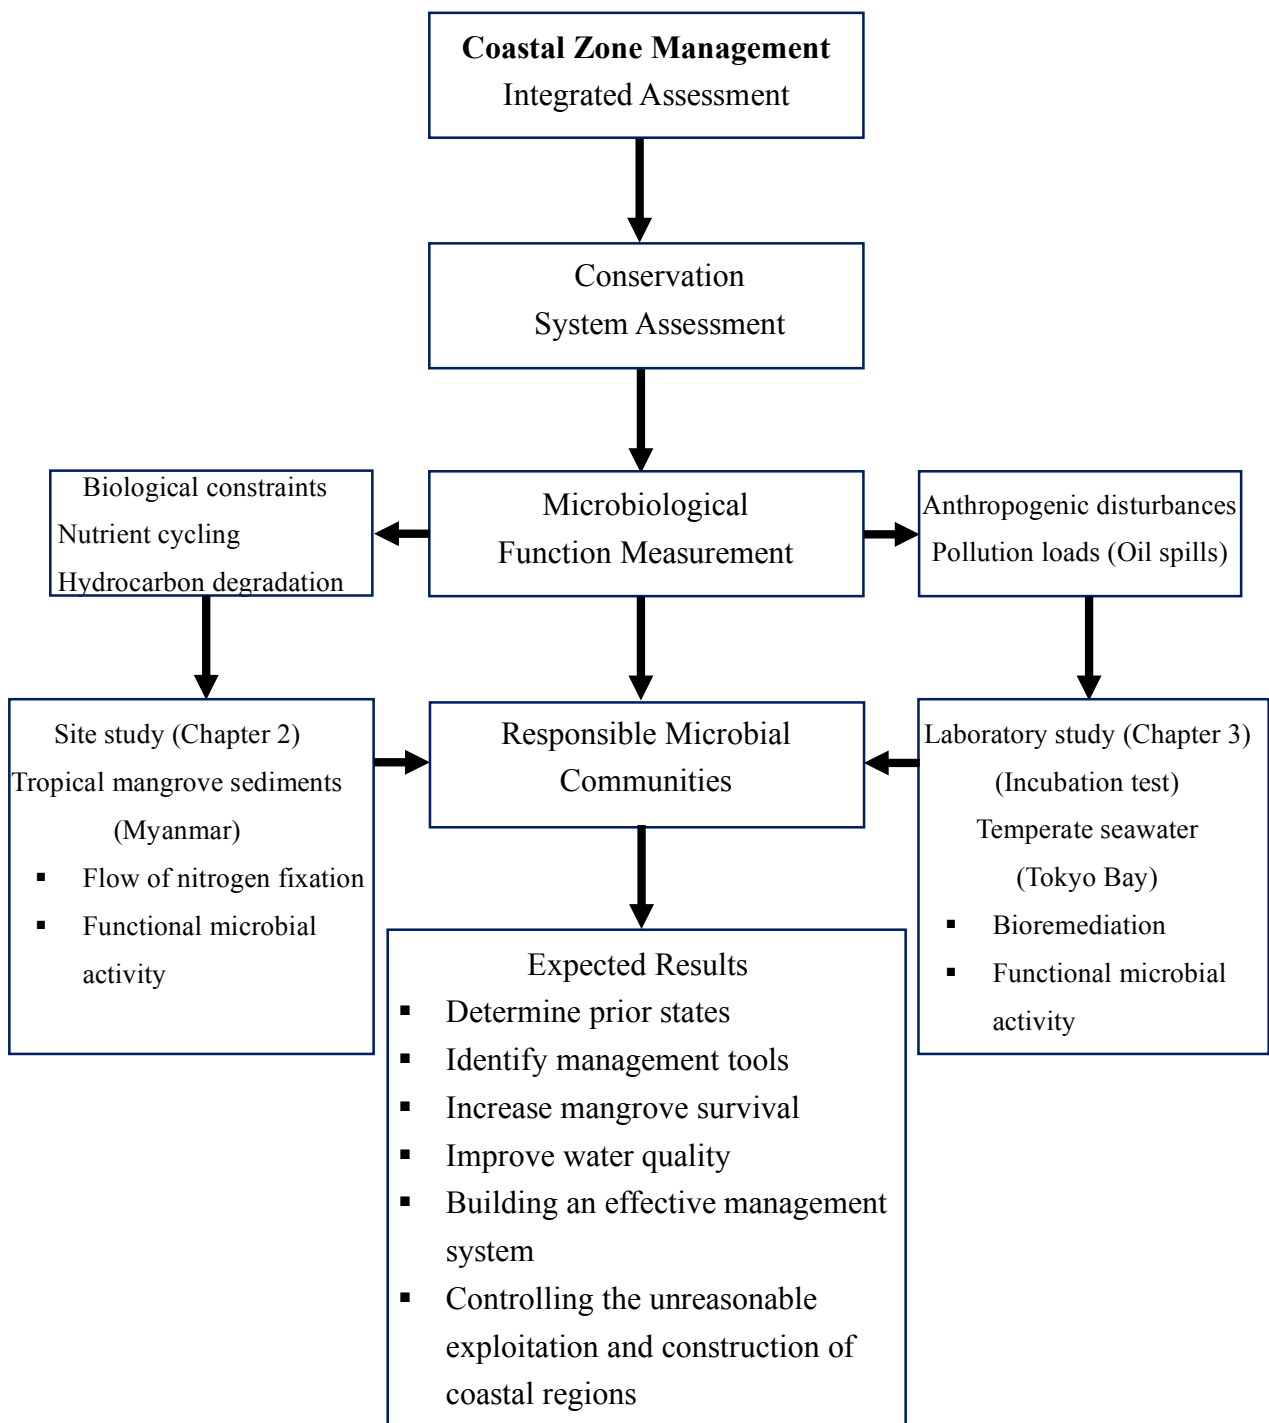 Coastal Zone Management
Integrated Assessment
Conservation
System Assessment
Biological constraints
Nutrient cycling
Hydrocarbon degradation
Microbiological
Function Measurement
Anthropogenic disturbances
Pollution loads (Oil spills)
Site study (Chapter 2)
Tropical mangrove sediments
(Myanmar)
▪ Flow of nitrogen fixation
▪ Functional microbial
activity
Responsible Microbial
Communities
Laboratory study (Chapter 3)
(Incubation test)
Temperate seawater
(Tokyo Bay)
▪ Bioremediation
▪ Functional microbial
activity
Expected Results
▪ Determine prior states
▪ Identify management tools
▪ Increase mangrove survival
▪ Improve water quality
▪ Building an effective management
system
▪ Controlling the unreasonable
exploitation and construction of
coastal regions